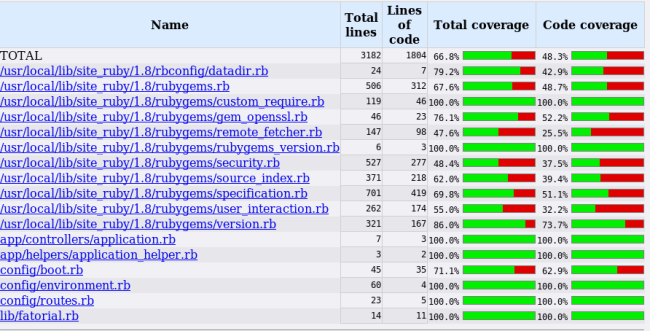 Name Total lines Lines of code Total coverage Code coverage
TOTAL 3182 1804 66.8% 48.3%
/usr/local/lib/site_ruby/1.8/rbconfig/datadir.rb 24 7 79.2% 42.9%
/usr/local/lib/site_ruby/1.8/rubygems.rb 506 312 67.6% 48.7%
/usr/local/lib/site_ruby/1.8/rubygems/custom_require.rb 119 46 100.0% 100.0%
/usr/local/lib/site_ruby/1.8/rubygems/gem_openssl.rb 46 23 76.1% 52.2%
/usr/local/lib/site_ruby/1.8/rubygems/remote_fetcher.rb 147 98 47.6% 25.5%
/usr/local/lib/site_ruby/1.8/rubygems/rubygems_version.rb 6 3 100.0% 100.0%
/usr/local/lib/site_ruby/1.8/rubygems/security.rb 527 277 48.4% 37.5%
/usr/local/lib/site_ruby/1.8/rubygems/source_index.rb 371 218 62.0% 39.4%
/usr/local/lib/site_ruby/1.8/rubygems/specification.rb 701 419 69.8% 51.1%
/usr/local/lib/site_ruby/1.8/rubygems/user_interaction.rb 262 174 55.0% 32.2%
/usr/local/lib/site_ruby/1.8/rubygems/version.rb 321 167 86.0% 73.7%
app/controllers/application.rb 7 3 100.0% 100.0%
app/helpers/application_helper.rb 3 2 100.0% 100.0%
config/boot.rb 45 35 71.1% 62.9%
config/environment.rb 60 4 100.0% 100.0%
config/routes.rb 23 5 100.0% 100.0%
lib/fatorial.rb 14 11 100.0% 100.0%